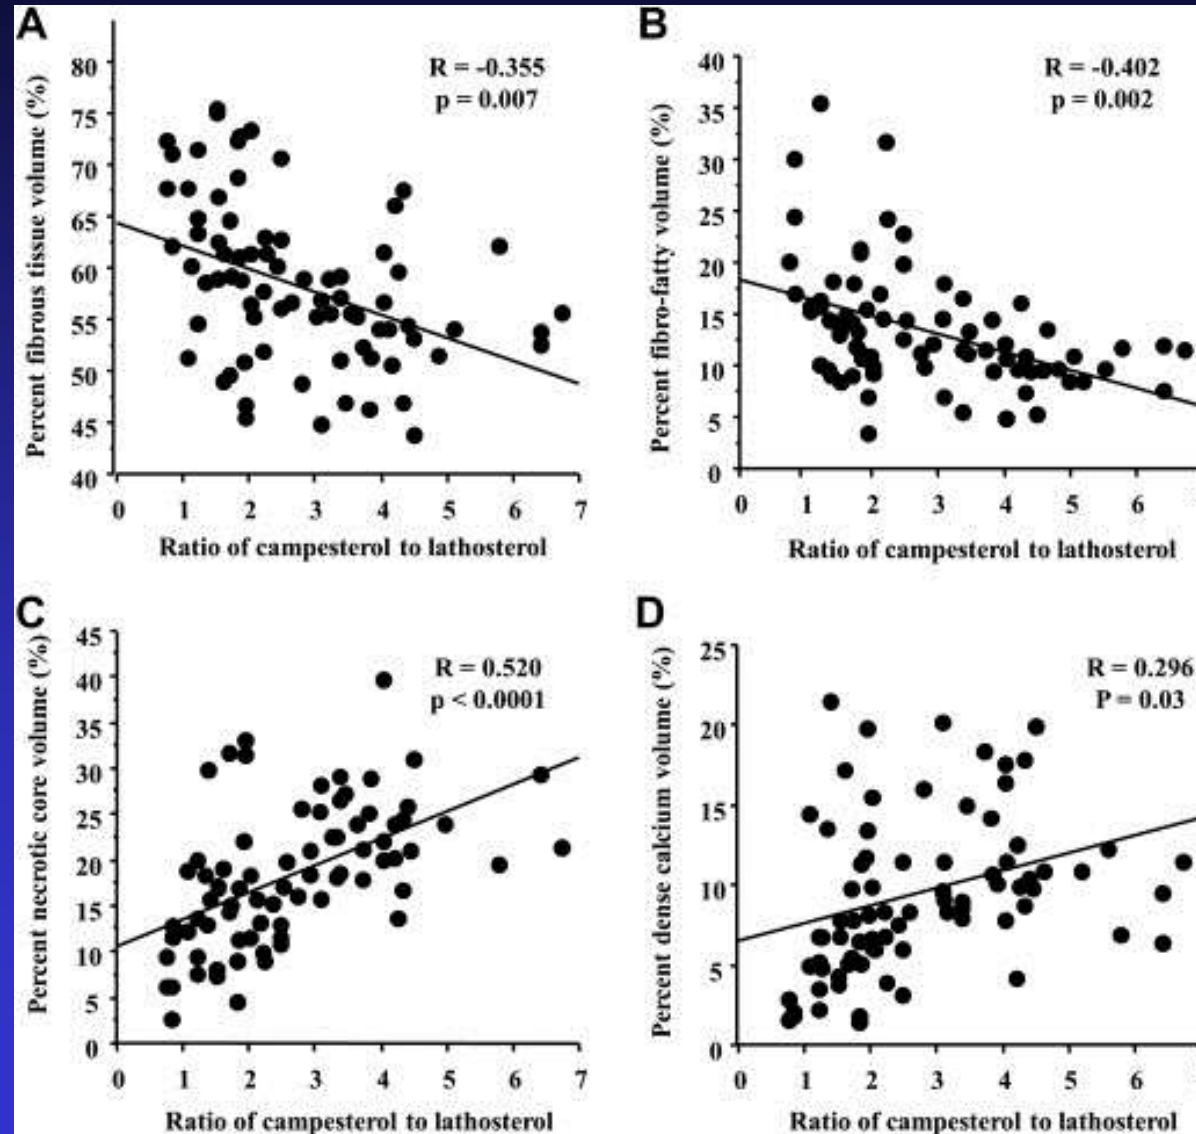 A
R = -0.355
p = 0.007
Percent fibrous tissue volume (%)
80
75
70
65
60
55
50
45
40
0 1 2 3 4 5 6 7
Ratio of campesterol to lathosterol
B
R = -0.402
p = 0.002
Percent fibro-fatty volume (%)
40
35
30
25
20
15
10
5
0
0 1 2 3 4 5 6
Ratio of campesterol to lathosterol
C
R = 0.520
p < 0.0001
Percent necrotic core volume (%)
45
40
35
30
25
20
15
10
5
0
0 1 2 3 4 5 6 7
Ratio of campesterol to lathosterol
D
R = 0.296
P = 0.03
Percent dense calcium volume (%)
25
20
15
10
5
0
0 1 2 3 4 5 6
Ratio of campesterol to lathosterol